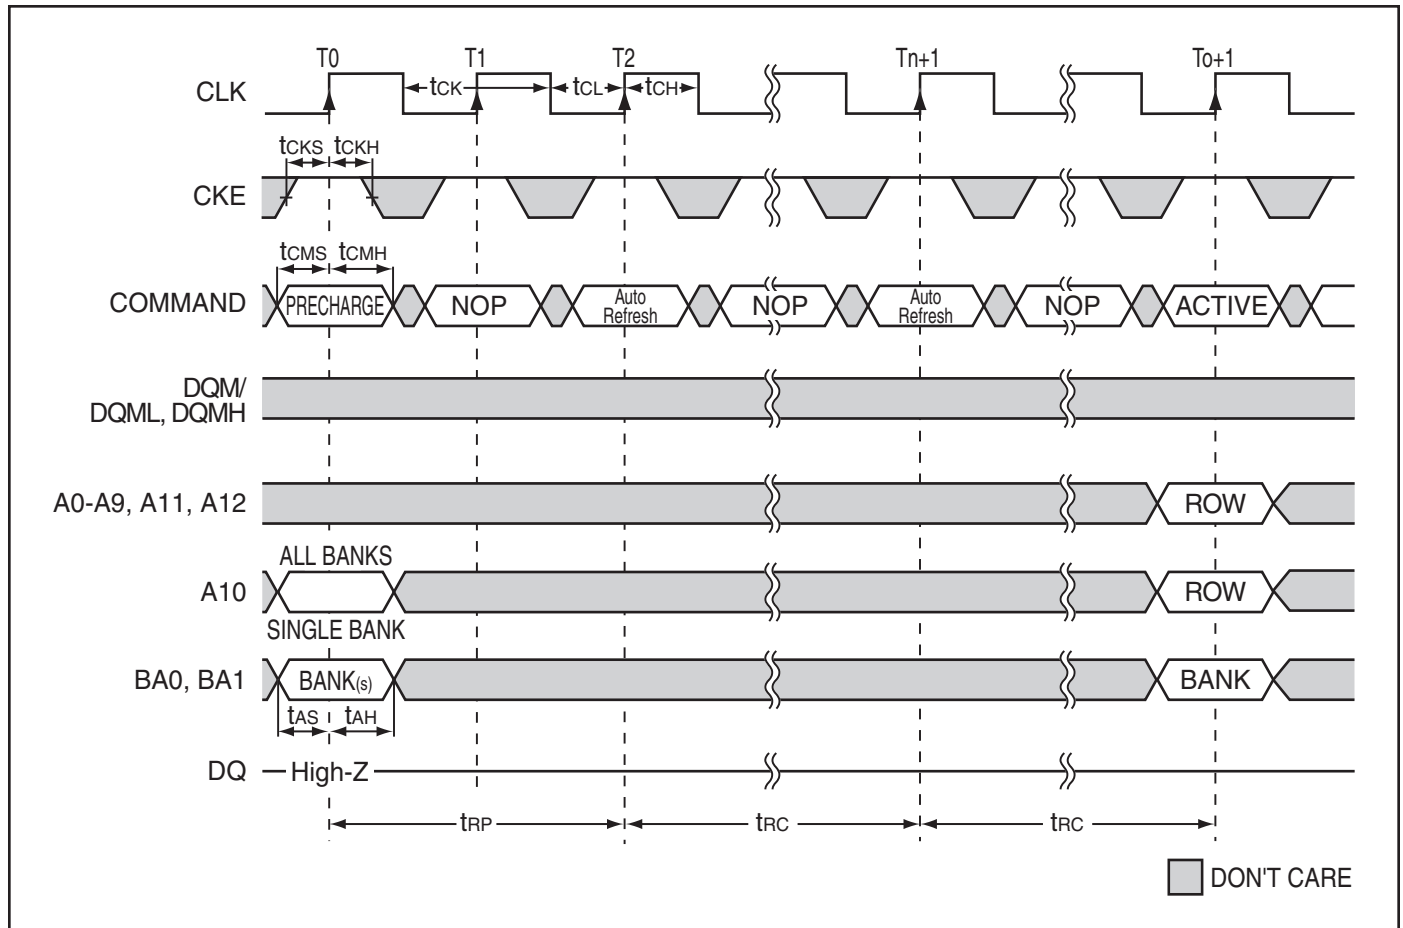 T0 T1 T2 Tn+1 To+1
CLK tCK tCL tCH
tCKS tCKH
CKE
tCMS tCMH
COMMAND PRECHARGE NOP Auto Refresh NOP Auto Refresh NOP ACTIVE
DQM/
DQML, DQMH
A0-A9, A11, A12 ROW
ALL BANKS
A10 ROW
SINGLE BANK
BA0, BA1 BANK(s) BANK
tAS tAH
DQ High-Z
tRP tRC tRC
DON'T CARE